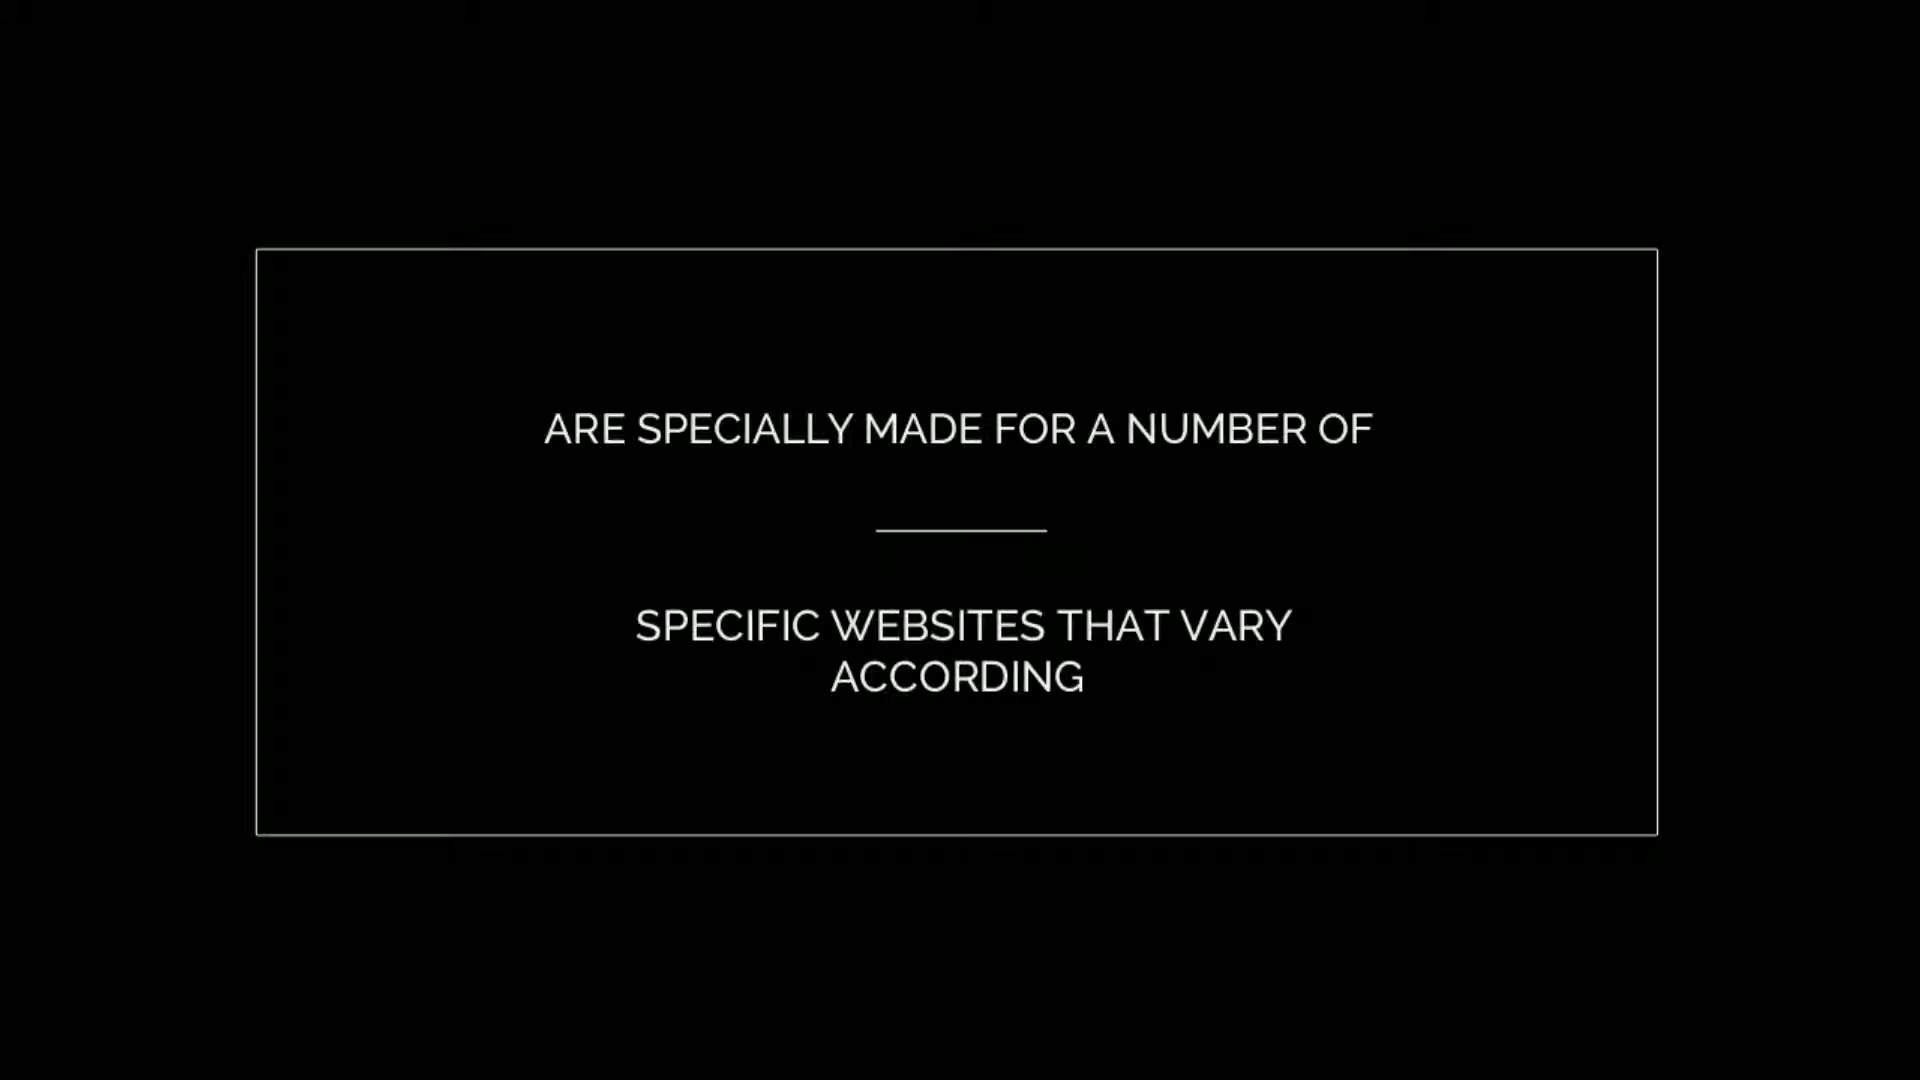 ARE SPECIALLY MADE FOR A NUMBER OF
SPECIFIC WEBSITES THAT VARY
ACCORDING